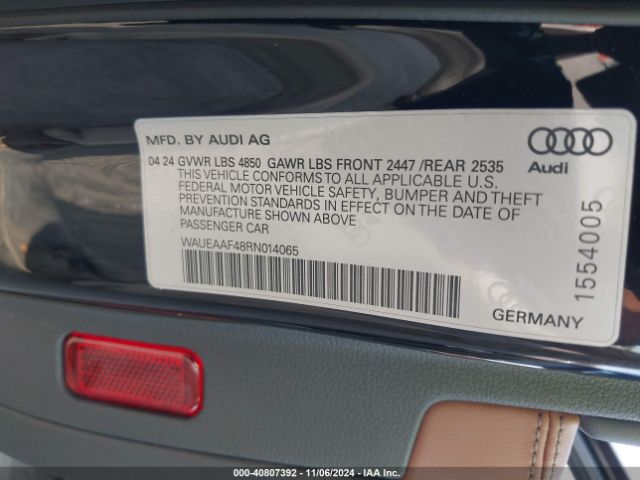 MFD. BY AUDI AG
04 24 GVWR LBS 4850 GAWR LBS FRONT 2447 /REAR 2535
THIS VEHICLE CONFORMS TO ALL APPLICABLE U.S.
FEDERAL MOTOR VEHICLE SAFETY, BUMPER AND THEFT
PREVENTION STANDARDS IN EFFECT ON THE DATE OF
MANUFACTURE SHOWN ABOVE
PASSENGER CAR
WAUEAAF48RN014065
Audi
1554005
GERMANY
000-40807392 - 11/06/2024 - IAA Inc.